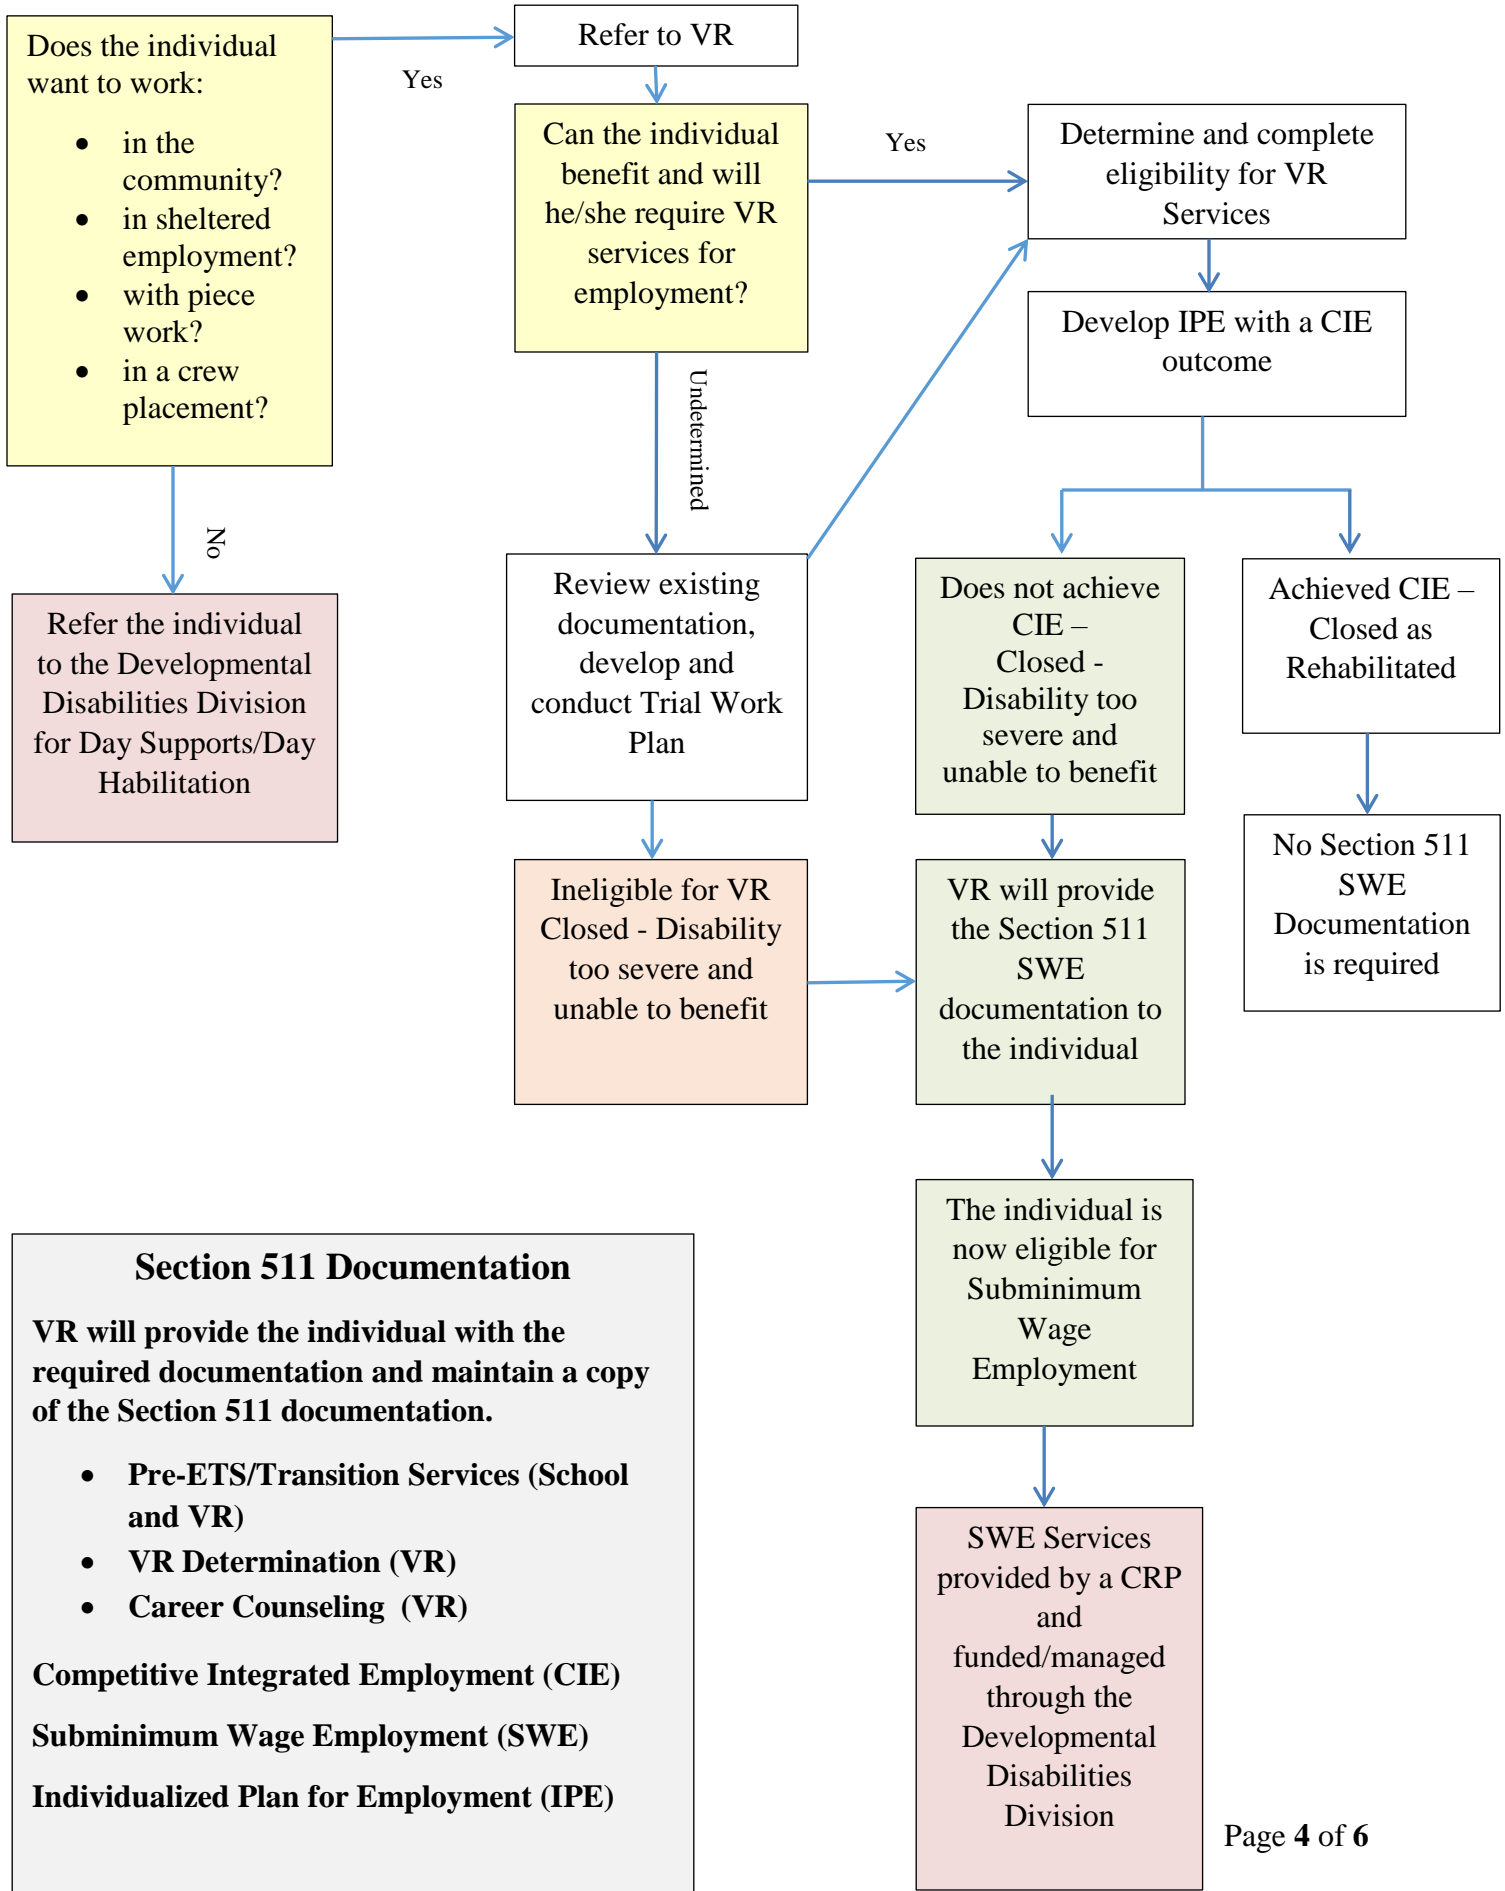 Does the individual
want to work:
• in the
community?
• in sheltered
employment?
• with piece
work?
• in a crew
placement?
Yes
Refer to VR
Can the individual
benefit and will
he/she require VR
services for
employment?
Yes
Determine and complete
eligibility for VR
Services
Develop IPE with a CIE
outcome
Undetermined
No
Refer the individual
to the Developmental
Disabilities Division
for Day Supports/Day
Habilitation
Review existing
documentation,
develop and
conduct Trial Work
Plan
Does not achieve
CIE –
Closed -
Disability too
severe and
unable to benefit
Achieved CIE –
Closed as
Rehabilitated
Ineligible for VR
Closed - Disability
too severe and
unable to benefit
VR will provide
the Section 511
SWE
documentation to
the individual
No Section 511
SWE
Documentation
is required
The individual is
now eligible for
Subminimum
Wage
Employment
Section 511 Documentation
VR will provide the individual with the
required documentation and maintain a copy
of the Section 511 documentation.
• Pre-ETS/Transition Services (School
and VR)
• VR Determination (VR)
• Career Counseling (VR)
Competitive Integrated Employment (CIE)
Subminimum Wage Employment (SWE)
Individualized Plan for Employment (IPE)
SWE Services
provided by a CRP
and
funded/managed
through the
Developmental
Disabilities
Division
Page 4 of 6